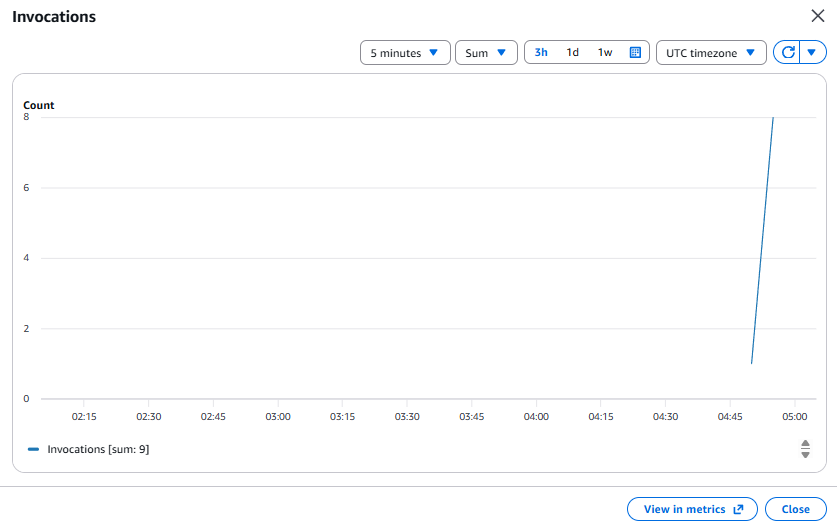 Invocations
5 minutes Sum 3h 1d 1w UTC timezone
Count
8
6
4
2
0
02:15 02:30 02:45 03:00 03:15 03:30 03:45 04:00 04:15 04:30 04:45 05:00
Invocations [sum: 9]
View in metrics Close